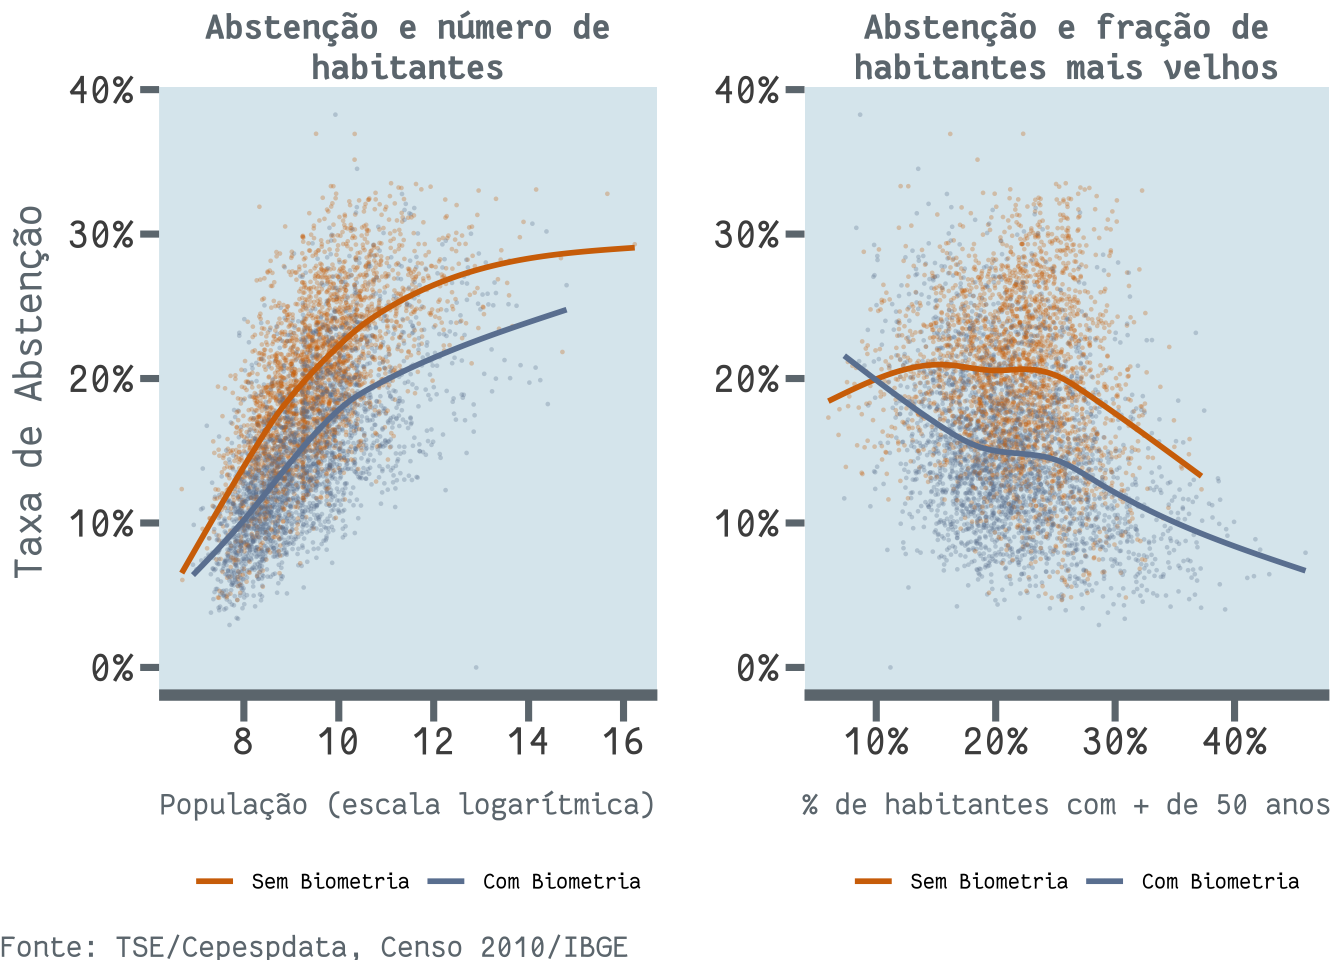 Abstenção e número de
habitantes
Taxa de Abstenção
40%
30%
20%
10%
0%
8 10 12 14 16
População (escala logarítmica)
Sem Biometria Com Biometria
Abstenção e fração de
habitantes mais velhos
40%
30%
20%
10%
0%
10% 20% 30% 40%
% de habitantes com + de 50 anos
Sem Biometria Com Biometria
Fonte: TSE/Cepespdata, Censo 2010/IBGE